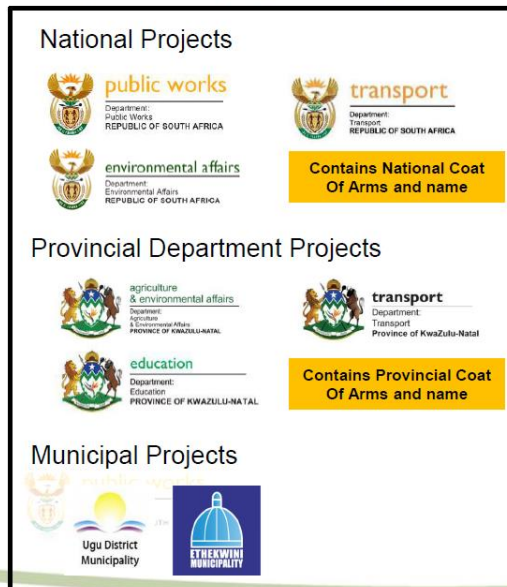 National Projects
public works
Department:
Public Works
REPUBLIC OF SOUTH AFRICA
transport
Department:
Transport
REPUBLIC OF SOUTH AFRICA
environmental affairs
Department:
Environmental Affairs
REPUBLIC OF SOUTH AFRICA
Contains National Coat
Of Arms and name
Provincial Department Projects
agriculture
& environmental affairs
Department:
Agriculture
& Environmental Affairs
PROVINCE OF KWAZULU-NATAL
transport
Department:
Transport
Province of KwaZulu-Natal
education
Department:
Education
PROVINCE OF KWAZULU-NATAL
Contains Provincial Coat
Of Arms and name
Municipal Projects
public works
Ugu District
Municipality
ETHEKWINI
MUNICIPALITY